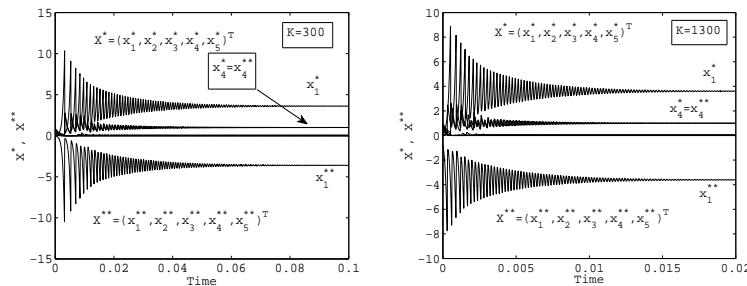 15
10
5
0
−5
−10
−15
X*, X**
X*=(x₁*,x₂*,x₃*,x₄*,x₅*)ᵀ
K=300
x₄*=x₄**
x₁*
x₁**
X**=(x₁**,x₂**,x₃**,x₄**,x₅**)ᵀ
0 0.02 0.04 0.06 0.08 0.1
Time
10
8
6
4
2
0
−2
−4
−6
−8
−10
X*, X**
X*=(x₁*,x₂*,x₃*,x₄*,x₅*)ᵀ
K=1300
x₁*
x₄*=x₄**
x₁**
X**=(x₁**,x₂**,x₃**,x₄**,x₅**)ᵀ
0 0.005 0.01 0.015 0.02
Time